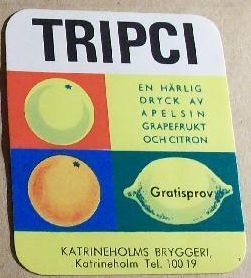 TRIPCI
EN HÄRLIG
DRYCK AV
APELSIN
GRAPEFRUKT
OCH CITRON
Gratisprov
KATRINEHOLMS BRYGGERI,
Katrineholm Tel. 100 19